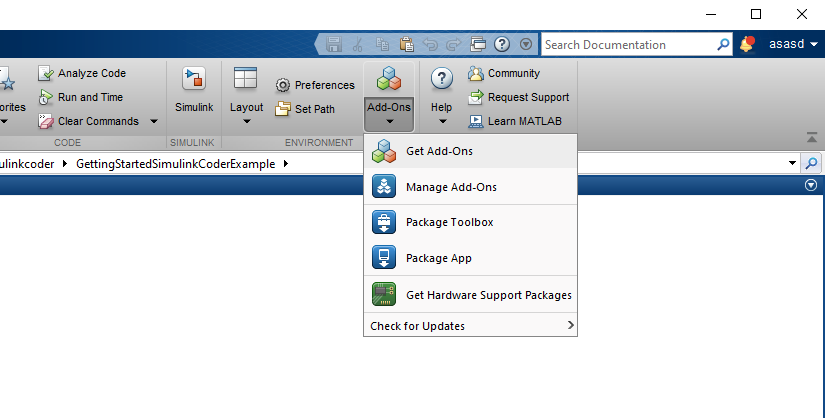 Search Documentation
asasd
Analyze Code
Run and Time
Clear Commands
Simulink
Layout
Preferences
Set Path
Add-Ons
Help
Community
Request Support
Learn MATLAB
CODE
SIMULINK
ENVIRONMENT
GettingStartedSimulinkCoderExample
Get Add-Ons
Manage Add-Ons
Package Toolbox
Package App
Get Hardware Support Packages
Check for Updates